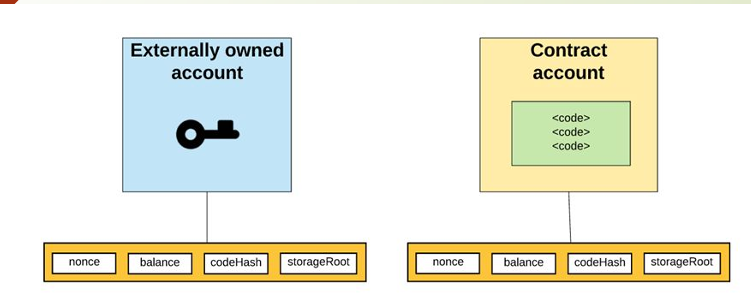 Externally owned
account
Contract
account
<code>
<code>
<code>
nonce balance codeHash storageRoot
nonce balance codeHash storageRoot